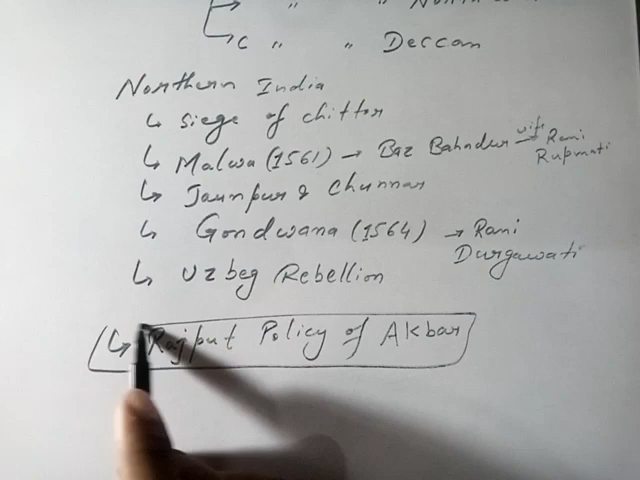 ↳ C " " Deccan
Northern India
↳ Siege of chittor
↳ Malwa (1561) → Baz Bahadur wife → Rani Rupmati
↳ Jaunpur & Chunnar
↳ Gondwana (1564) → Rani Durgawati
↳ Uzbeg Rebellion
↳ Rajput Policy of Akbar